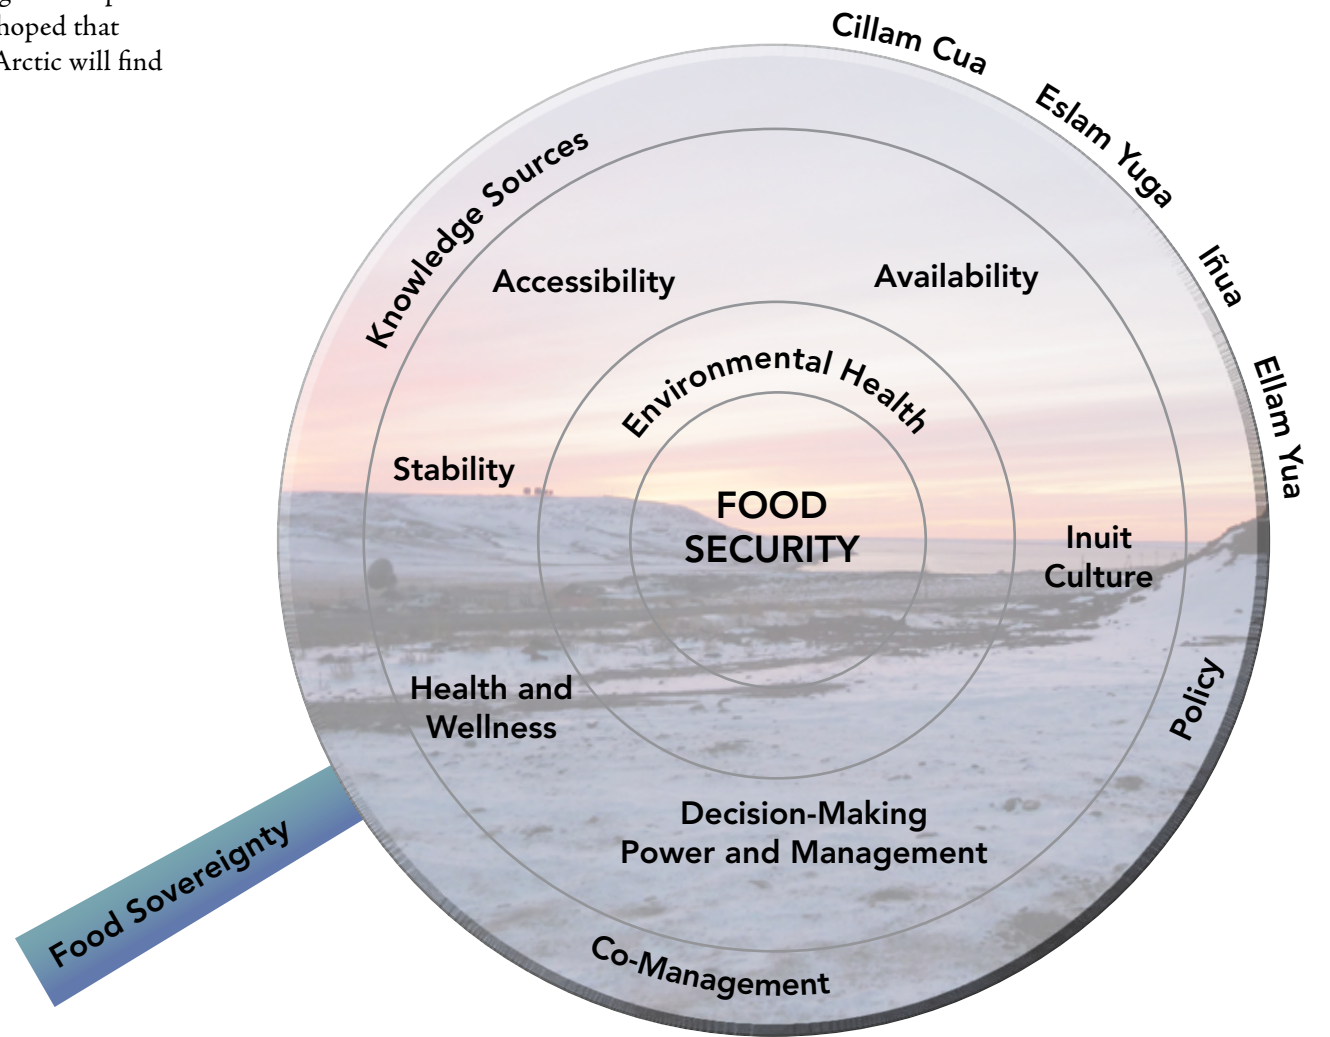 hoped that
Arctic will find
Cillam Cua
Eslam Yuga
Iñua
Ellam Yua
Knowledge Sources
Accessibility
Availability
Environmental Health
Stability
FOOD
SECURITY
Inuit
Culture
Health and
Wellness
Policy
Decision-Making
Power and Management
Food Sovereignty
Co-Management